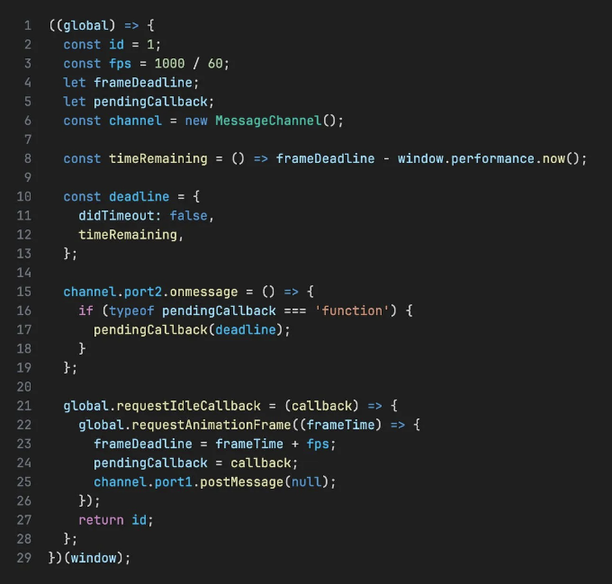 1 ((global) => {
2 const id = 1;
3 const fps = 1000 / 60;
4 let frameDeadline;
5 let pendingCallback;
6 const channel = new MessageChannel();
7
8 const timeRemaining = () => frameDeadline - window.performance.now();
9
10 const deadline = {
11 didTimeout: false,
12 timeRemaining,
13 };
14
15 channel.port2.onmessage = () => {
16 if (typeof pendingCallback === 'function') {
17 pendingCallback(deadline);
18 }
19 };
20
21 global.requestIdleCallback = (callback) => {
22 global.requestAnimationFrame((frameTime) => {
23 frameDeadline = frameTime + fps;
24 pendingCallback = callback;
25 channel.port1.postMessage(null);
26 });
27 return id;
28 };
29 })(window);